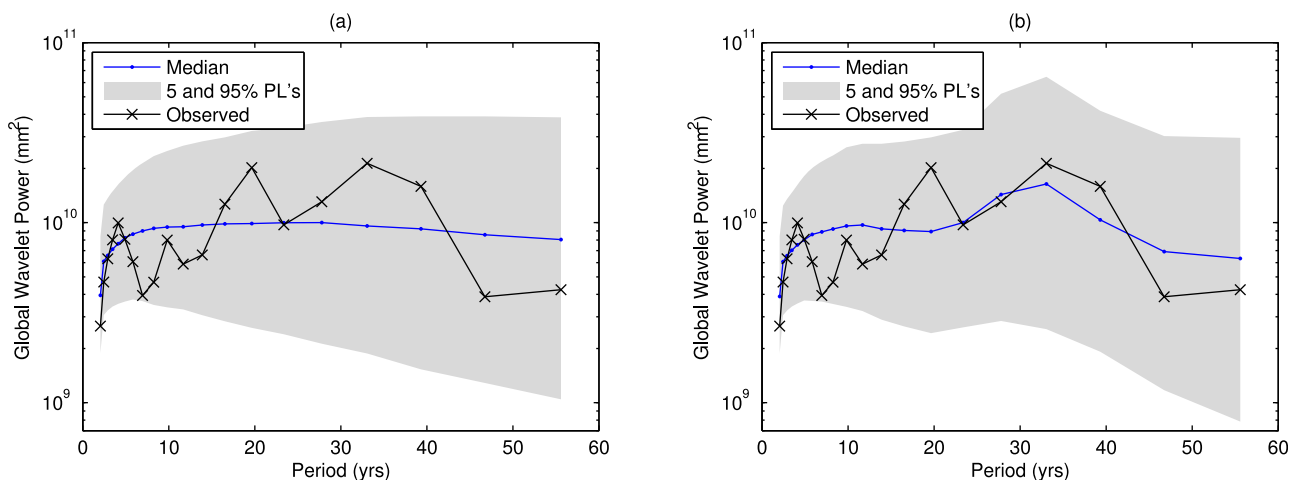 (a)
10^11
10^10
10^9
Global Wavelet Power (mm^2)
Median
5 and 95% PL's
Observed
0 10 20 30 40 50 60
Period (yrs)
(b)
10^11
10^10
10^9
Global Wavelet Power (mm^2)
Median
5 and 95% PL's
Observed
0 10 20 30 40 50 60
Period (yrs)